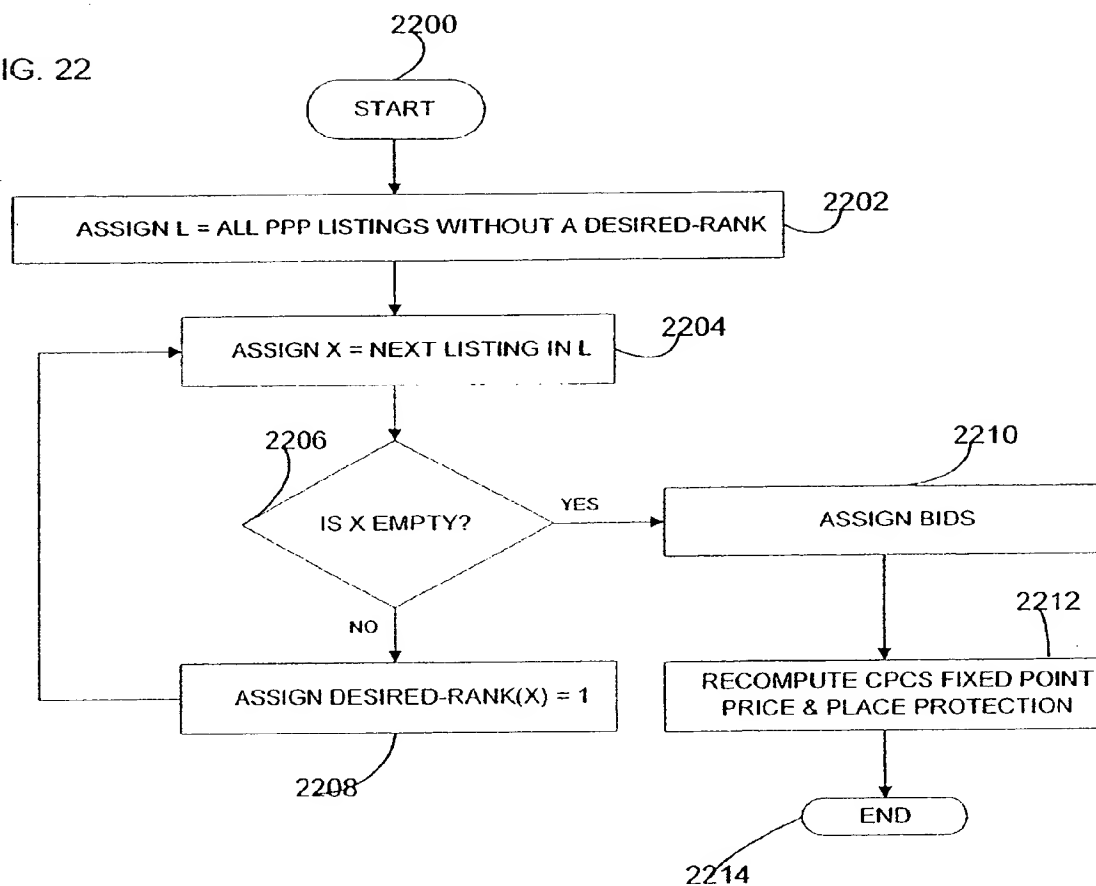 2200
IG. 22
START
2202
ASSIGN L = ALL PPP LISTINGS WITHOUT A DESIRED-RANK
2204
ASSIGN X = NEXT LISTING IN L
2206
IS X EMPTY?
YES
2210
ASSIGN BIDS
NO
2212
ASSIGN DESIRED-RANK(X) = 1
RECOMPUTE CPCS FIXED POINT
PRICE & PLACE PROTECTION
2208
END
2214